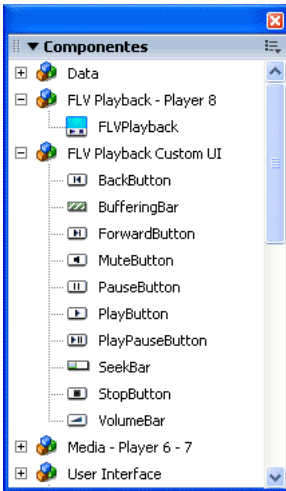 Componentes
Data
FLV Playback - Player 8
FLVPlayback
FLV Playback Custom UI
BackButton
BufferingBar
ForwardButton
MuteButton
PauseButton
PlayButton
PlayPauseButton
SeekBar
StopButton
VolumeBar
Media - Player 6 - 7
User Interface